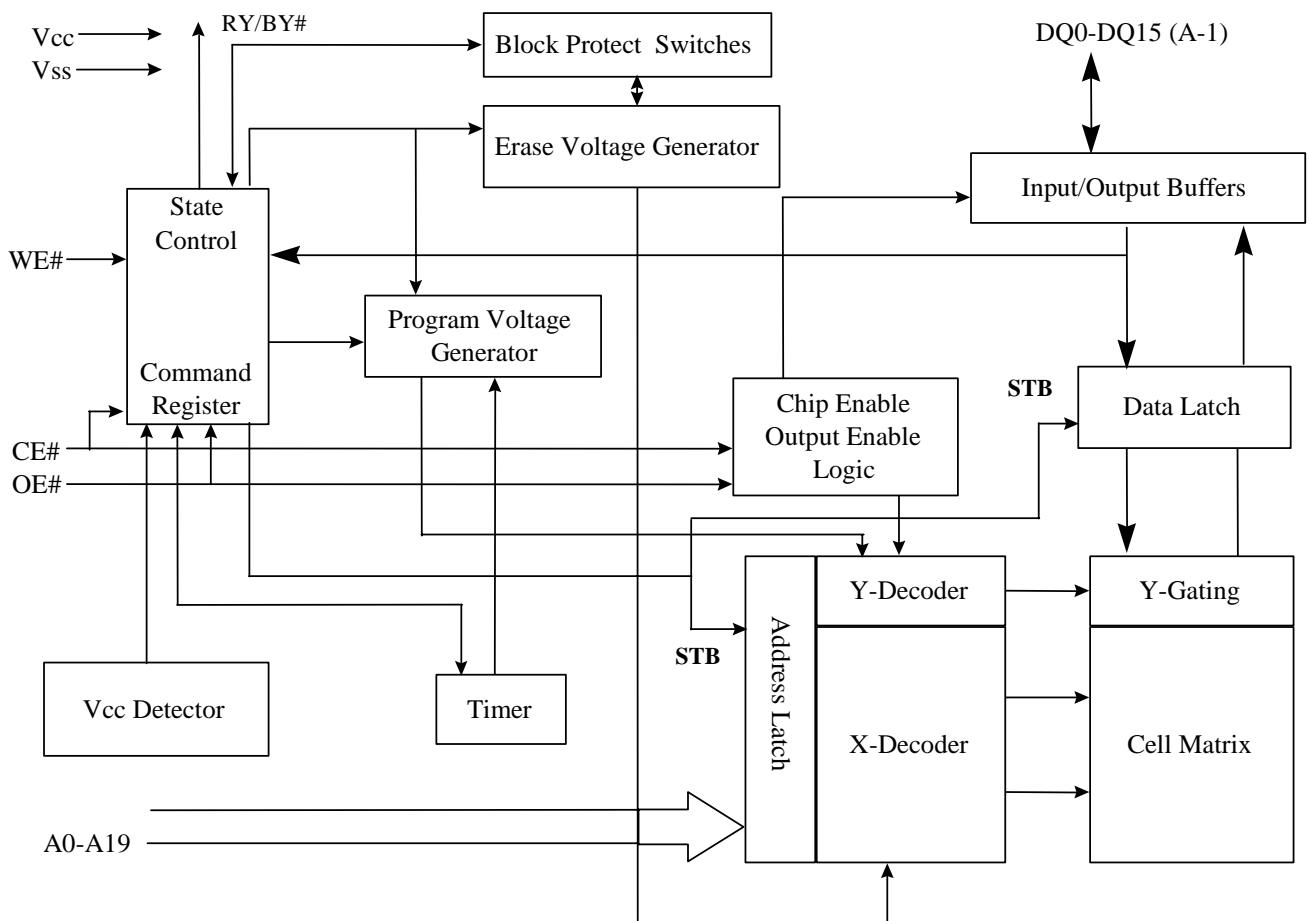 RY/BY#
Vcc
Vss
Block Protect Switches
DQ0-DQ15 (A-1)
Erase Voltage Generator
Input/Output Buffers
State
Control
WE#
Program Voltage
Generator
Command
Register
STB
Chip Enable
Output Enable
Logic
Data Latch
CE#
OE#
Y-Decoder
Y-Gating
STB
Address Latch
Vcc Detector
Timer
X-Decoder
Cell Matrix
A0-A19